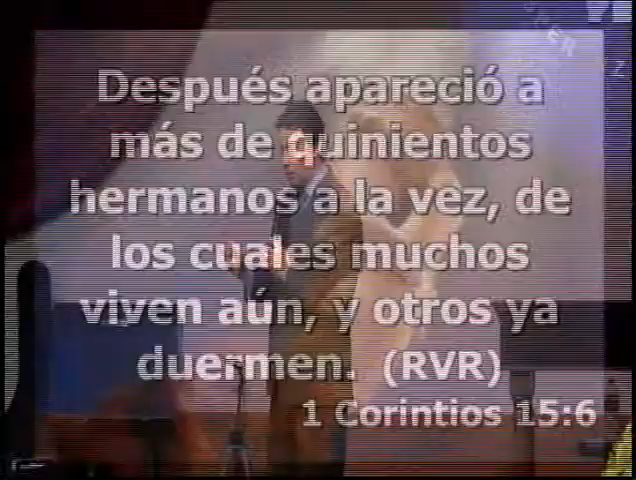 Después apareció a
más de quinientos
hermanos a la vez, de
los cuales muchos
viven aún, y otros ya
duermen. (RVR)
1 Corintios 15:6